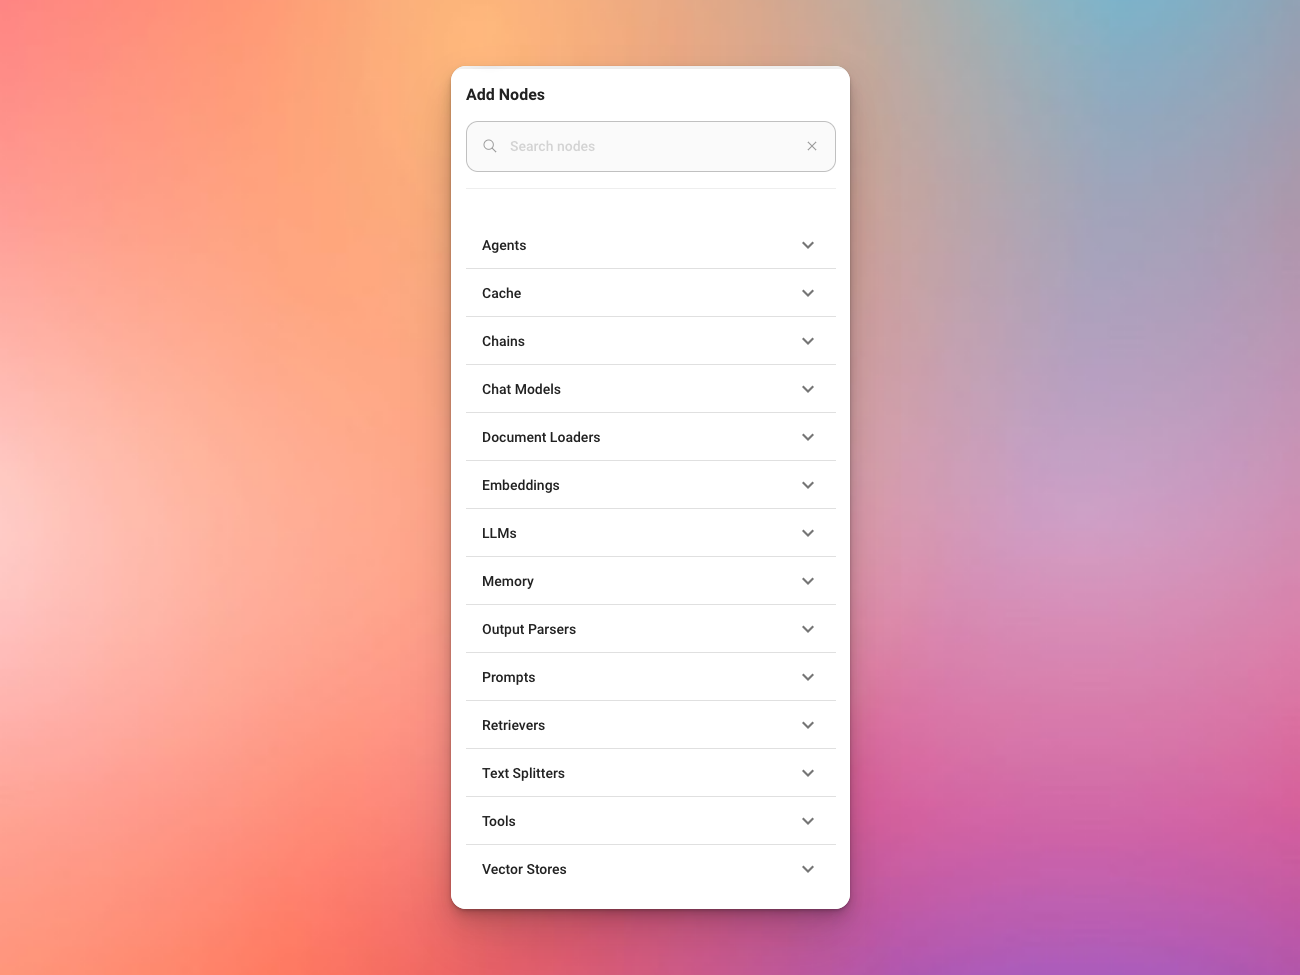 Add Nodes
Search nodes
Agents
Cache
Chains
Chat Models
Document Loaders
Embeddings
LLMs
Memory
Output Parsers
Prompts
Retrievers
Text Splitters
Tools
Vector Stores